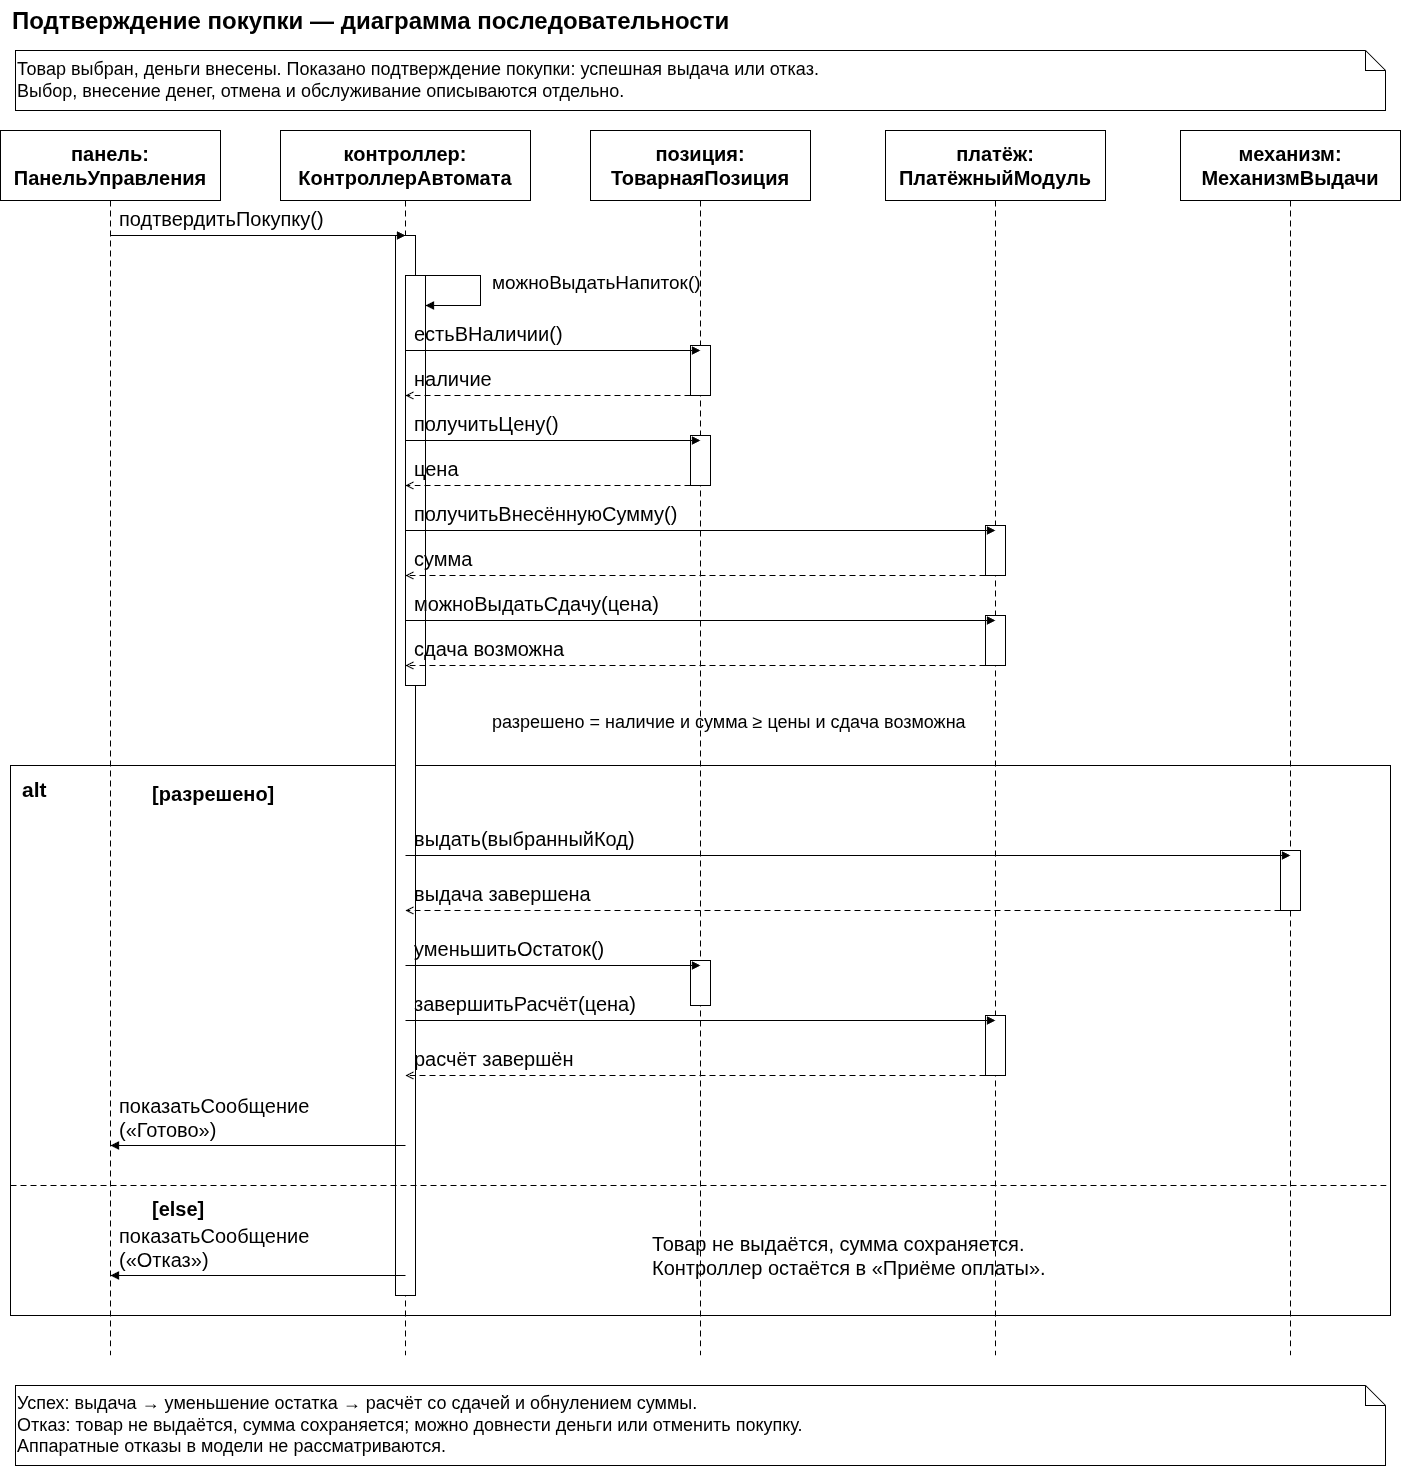 Подтверждение покупки — диаграмма последовательности
Товар выбран, деньги внесены. Показано подтверждение покупки: успешная выдача или отказ.
Выбор, внесение денег, отмена и обслуживание описываются отдельно.
панель:
ПанельУправления
контроллер:
КонтроллерАвтомата
позиция:
ТоварнаяПозиция
платёж:
ПлатёжныйМодуль
механизм:
МеханизмВыдачи
подтвердитьПокупку()
можноВыдатьНапиток()
естьВНаличии()
наличие
получитьЦену()
цена
получитьВнесённуюСумму()
сумма
можноВыдатьСдачу(цена)
сдача возможна
разрешено = наличие и сумма ≥ цены и сдача возможна
alt
[разрешено]
выдать(выбранныйКод)
выдача завершена
уменьшитьОстаток()
завершитьРасчёт(цена)
расчёт завершён
показатьСообщение
(«Готово»)
[else]
показатьСообщение
(«Отказ»)
Товар не выдаётся, сумма сохраняется.
Контроллер остаётся в «Приёме оплаты».
Успех: выдача → уменьшение остатка → расчёт со сдачей и обнулением суммы.
Отказ: товар не выдаётся, сумма сохраняется; можно довнести деньги или отменить покупку.
Аппаратные отказы в модели не рассматриваются.